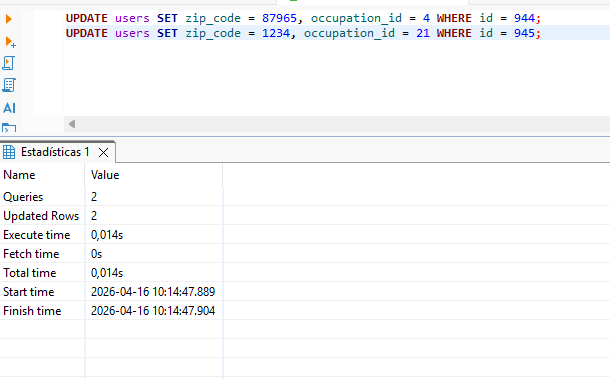 UPDATE users SET zip_code = 87965, occupation_id = 4 WHERE id = 944;
UPDATE users SET zip_code = 1234, occupation_id = 21 WHERE id = 945;
AI
Estadísticas 1
Name Value
Queries 2
Updated Rows 2
Execute time 0,014s
Fetch time 0s
Total time 0,014s
Start time 2026-04-16 10:14:47.889
Finish time 2026-04-16 10:14:47.904